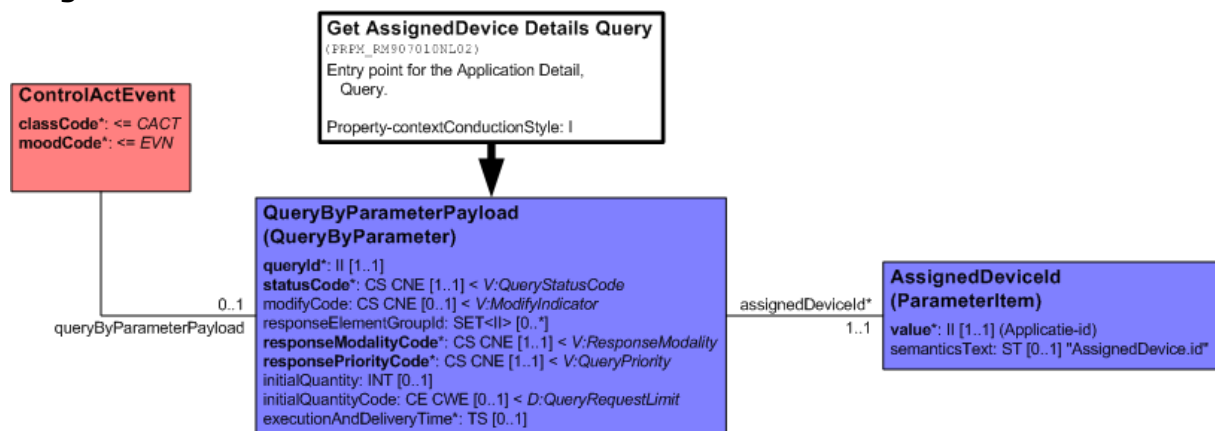 Get AssignedDevice Details Query
(PRPM_RM907010NL02)
Entry point for the Application Detail,
Query.
Property-contextConductionStyle: I
ControlActEvent
classCode*: <= CACT
moodCode*: <= EVN
QueryByParameterPayload
(QueryByParameter)
queryId*: II [1..1]
statusCode*: CS CNE [1..1] < V:QueryStatusCode
modifyCode: CS CNE [0..1] < V:ModifyIndicator
responseElementGroupId: SET<II> [0..*]
responseModalityCode*: CS CNE [1..1] < V:ResponseModality
responsePriorityCode*: CS CNE [1..1] < V:QueryPriority
initialQuantity: INT [0..1]
initialQuantityCode: CE CWE [0..1] < D:QueryRequestLimit
executionAndDeliveryTime*: TS [0..1]
0..1
queryByParameterPayload
assignedDeviceId*
1..1
AssignedDeviceId
(ParameterItem)
value*: II [1..1] (Applicatie-id)
semanticsText: ST [0..1] "AssignedDevice.id"